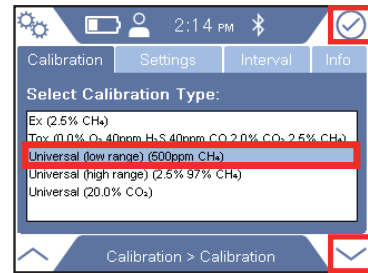 2:14 PM
Calibration Settings Interval Info
Select Calibration Type:
Ex (2.5% CH₄)
Tox (0.0% O₂ 40ppm H₂S 40ppm CO 2.0% CO₂ 2.5% CH₄)
Universal (low range) (500ppm CH₄)
Universal (high range) (2.5% 97% CH₄)
Universal (20.0% CO₂)
Calibration > Calibration